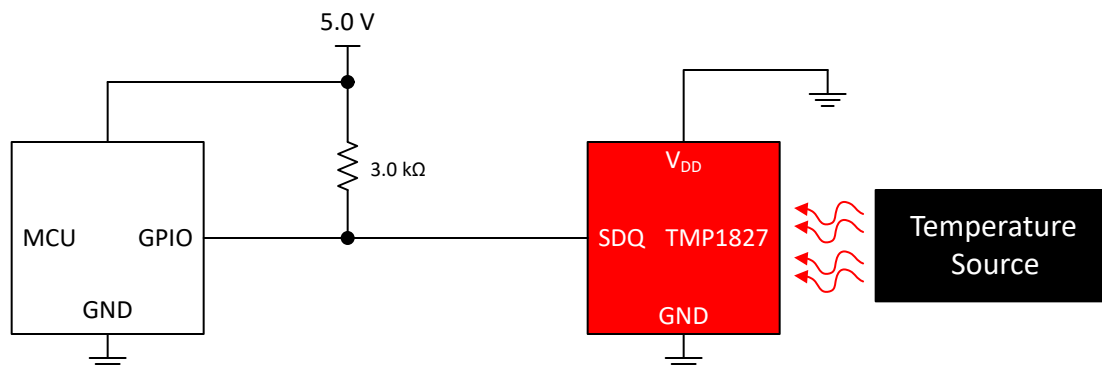 5.0 V
3.0 kΩ
VDD
MCU GPIO
SDQ TMP1827
Temperature
Source
GND
GND